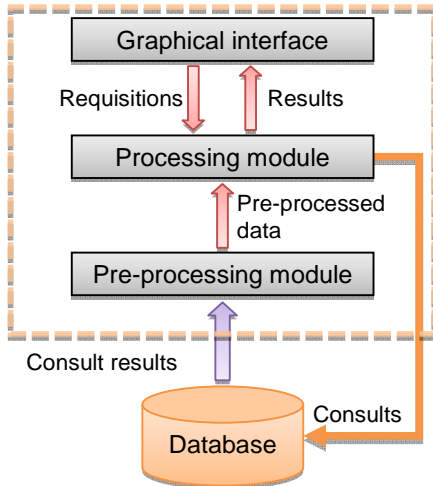 Graphical interface
Requisitions
Results
Processing module
Pre-processed
data
Pre-processing module
Consult results
Consults
Database